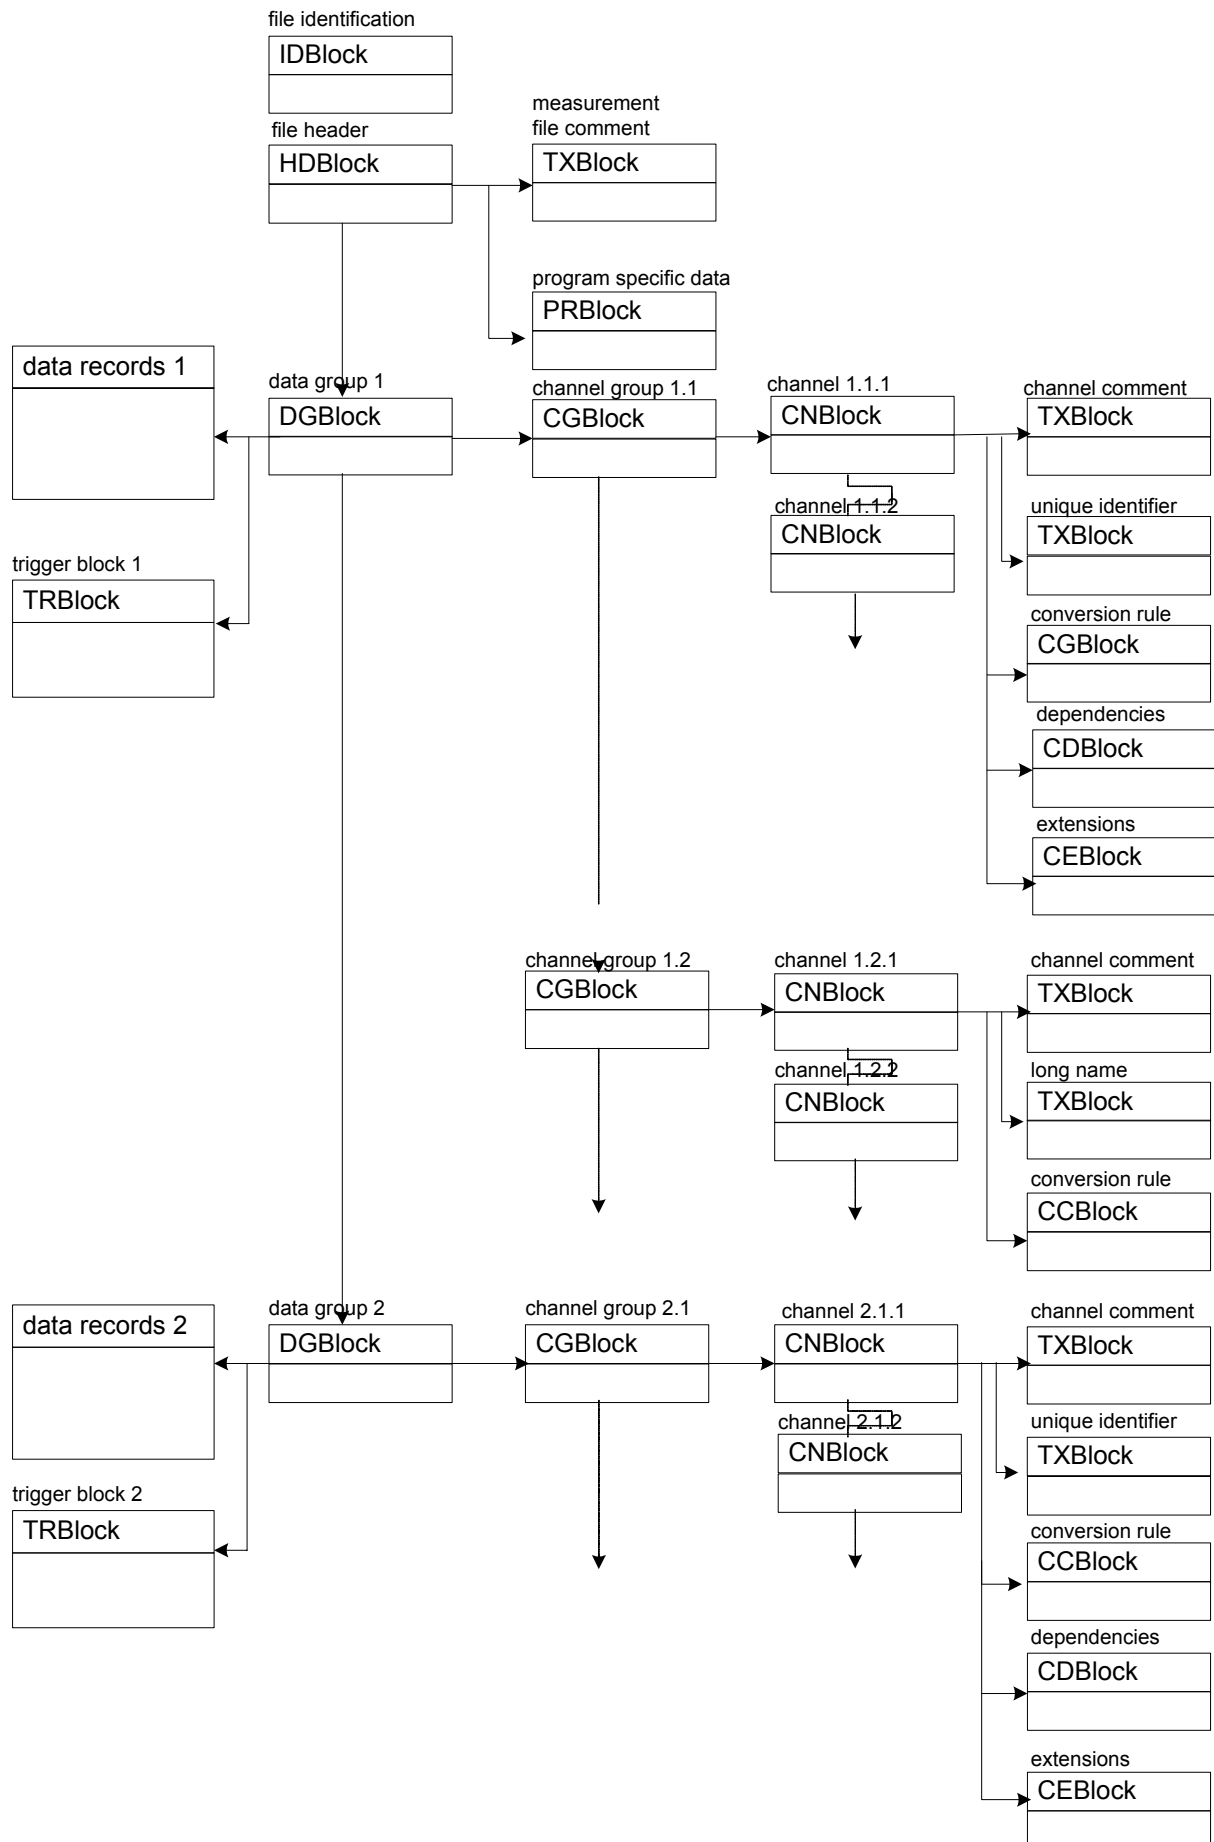 file identification
IDBlock
file header
HDBlock
measurement
file comment
TXBlock
program specific data
PRBlock
data records 1
data group 1
DGBlock
channel group 1.1
CGBlock
channel 1.1.1
CNBlock
channel comment
TXBlock
channel 1.1.2
CNBlock
unique identifier
TXBlock
trigger block 1
TRBlock
conversion rule
CGBlock
dependencies
CDBlock
extensions
CEBlock
channel group 1.2
CGBlock
channel 1.2.1
CNBlock
channel comment
TXBlock
channel 1.2.2
CNBlock
long name
TXBlock
conversion rule
CCBlock
data records 2
data group 2
DGBlock
channel group 2.1
CGBlock
channel 2.1.1
CNBlock
channel comment
TXBlock
channel 2.1.2
CNBlock
unique identifier
TXBlock
trigger block 2
TRBlock
conversion rule
CCBlock
dependencies
CDBlock
extensions
CEBlock